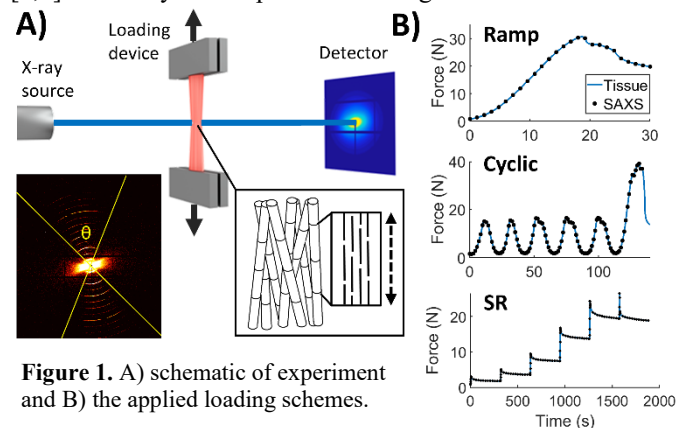 A)
Loading
device
X-ray
source
Detector
θ
B)
Ramp
Force (N)
30
20
10
0
Tissue
SAXS
0 10 20 30
Cyclic
Force (N)
40
20
0
0 50 100
SR
Force (N)
20
10
0
0 500 1000 1500 2000
Time (s)
Figure 1. A) schematic of experiment
and B) the applied loading schemes.